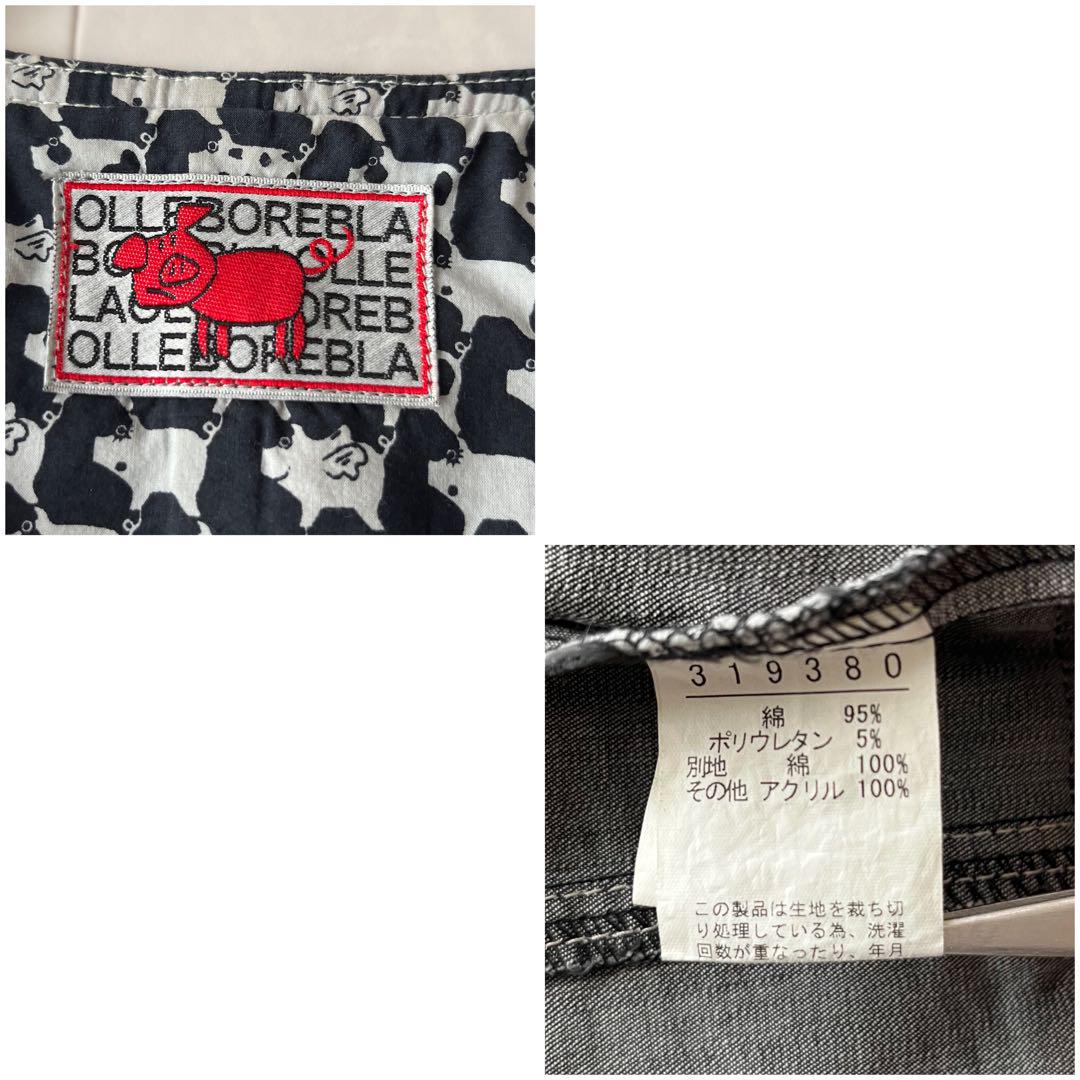 OLLEBOREBLA
OLLE
OREB
OLLEBOREBLA
319380
綿 95%
ポリウレタン 5%
別地 綿 100%
その他 アクリル 100%
この製品は生地を裁ち切
り処理している為、洗濯
回数が重なったり、年月